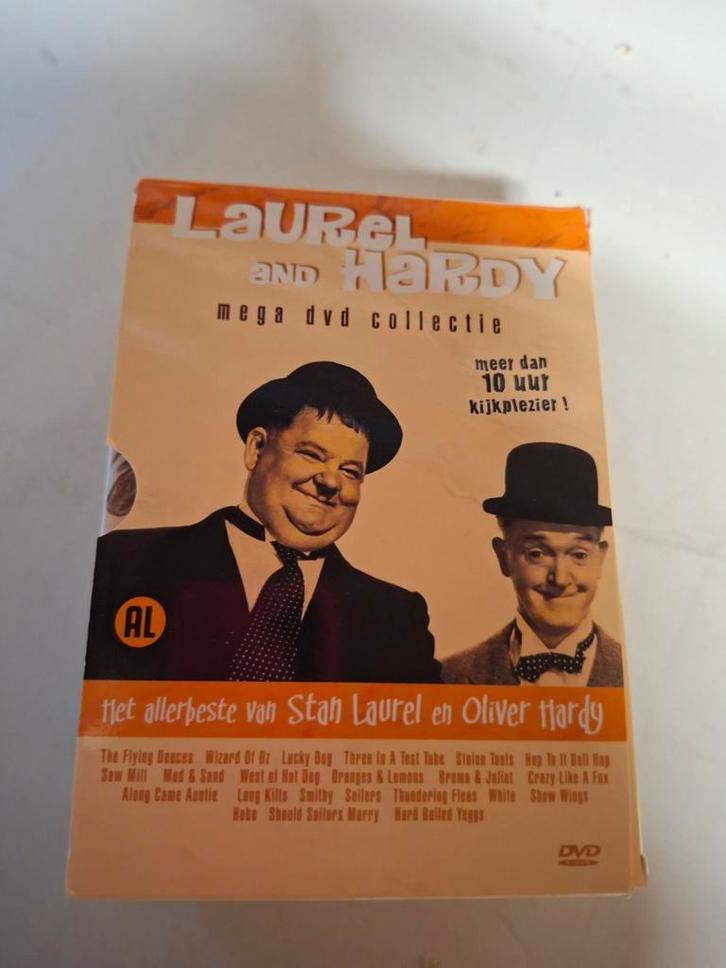 LAUREL
AND HARDY
mega dvd collectie
meer dan
10 uur
kijkplezier !
AL
Het allerbeste van Stan Laurel en Oliver Hardy
The Flying Deuces Wizard Of Oz Lucky Dog Three In A Test Tube Stolen Tools Hop To It Bell Hop
Saw Mill Mud & Sand West of Hot Dog Oranges & Lemons Bromo & Juliet Crazy Like A Fox
Along Came Auntie Long Kilts Smithy Sailers Thundering Fleas White Show Wings
Hobo Should Sailors Marry Hard Boiled Yeggs
DVD
VIDEO